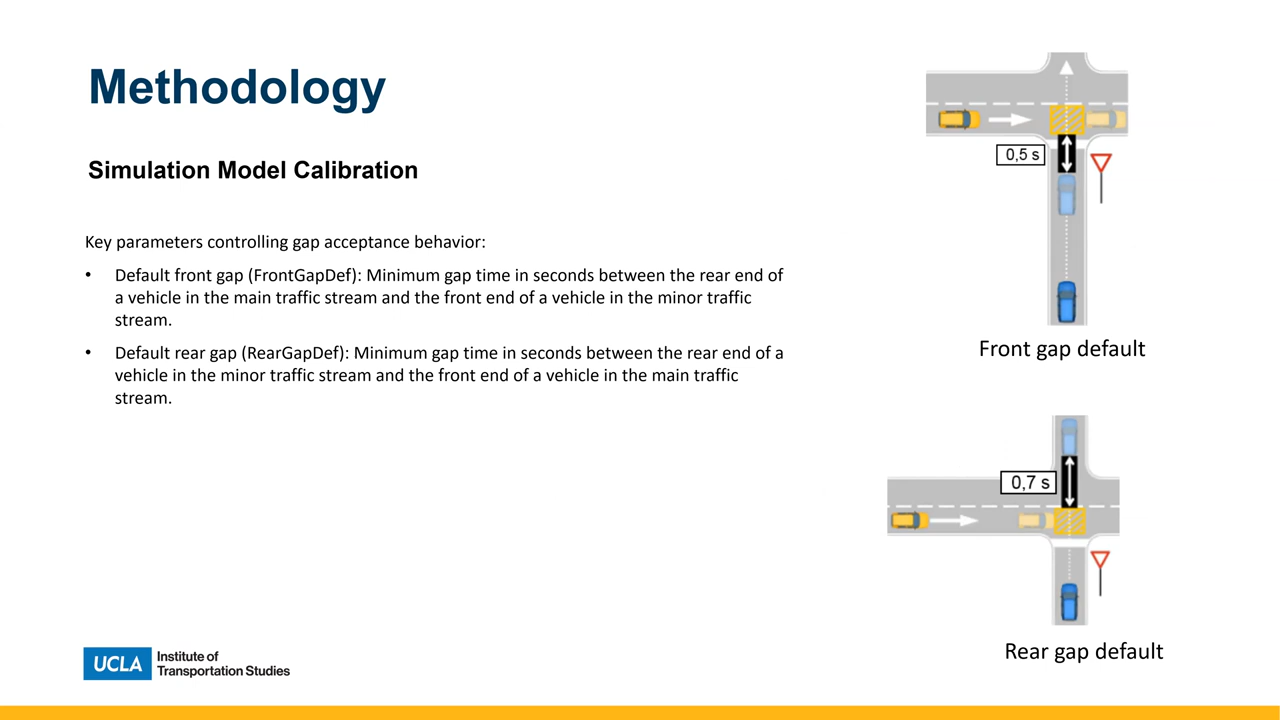 Methodology
Simulation Model Calibration
Key parameters controlling gap acceptance behavior:
• Default front gap (FrontGapDef): Minimum gap time in seconds between the rear end of
a vehicle in the main traffic stream and the front end of a vehicle in the minor traffic
stream.
• Default rear gap (RearGapDef): Minimum gap time in seconds between the rear end of a
vehicle in the minor traffic stream and the front end of a vehicle in the main traffic
stream.
0,5 s
Front gap default
0,7 s
Rear gap default
UCLA
Institute of
Transportation Studies